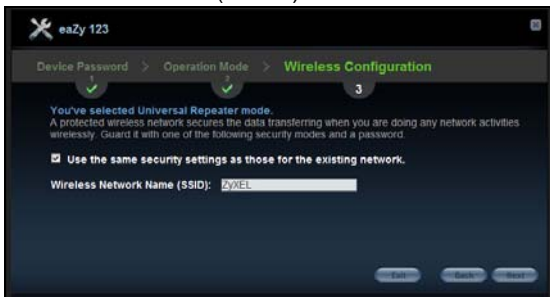 eaZy 123
Device Password > Operation Mode > Wireless Configuration
1 2 3
You've selected Universal Repeater mode.
A protected wireless network secures the data transferring when you are doing any network activities
wirelessly. Guard it with one of the following security modes and a password.
Use the same security settings as those for the existing network.
Wireless Network Name (SSID): ZyXEL
Exit Back Next